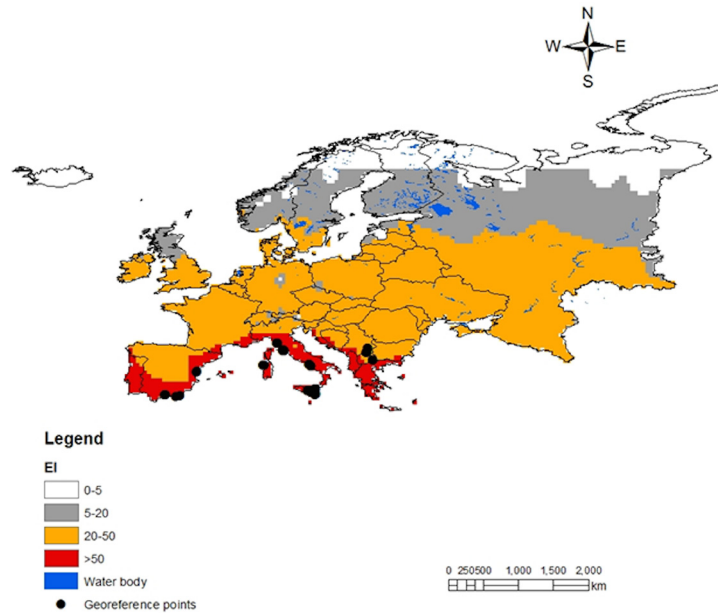 N
W E
S
Legend
EI
0-5
5-20
20-50
>50
Water body
Georeference points
0 250500 1,000 1,500 2,000
km